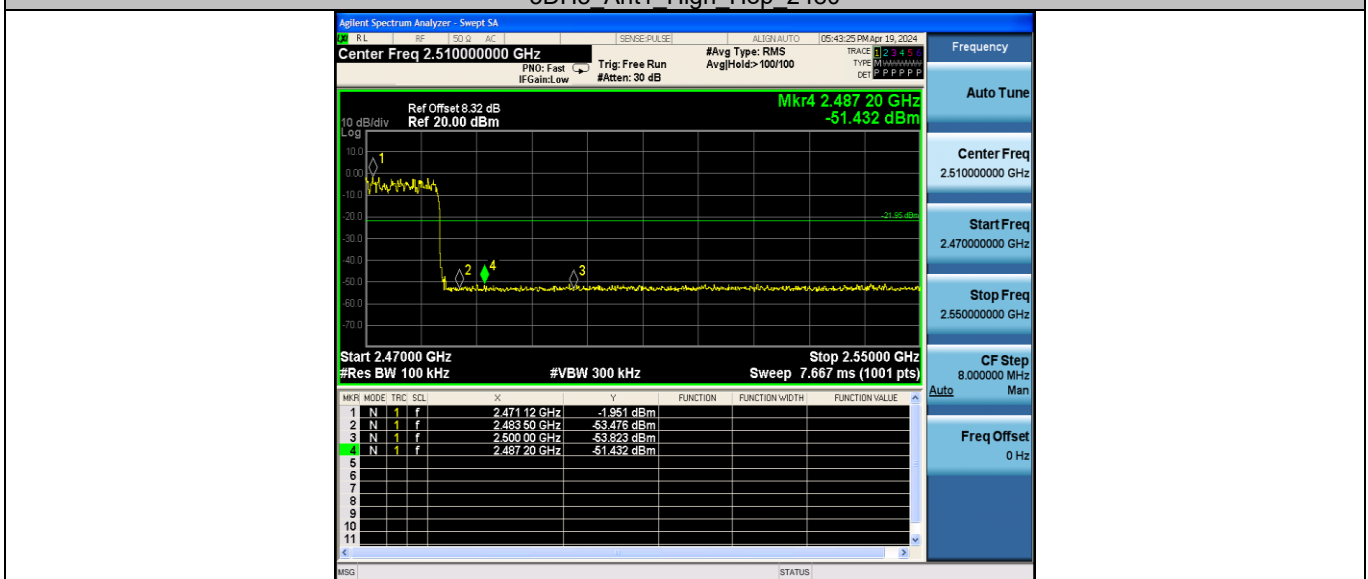 Agilent Spectrum Analyzer - Swept SA
RL RF 50 Ω AC SENSE:PULSE ALIGN AUTO 05:43:25 PM Apr 19, 2024
Center Freq 2.510000000 GHz
PNO: Fast
IFGain:Low
Trig: Free Run
#Atten: 30 dB
#Avg Type: RMS
Avg|Hold:>100/100
TRACE 1 2 3 4 5 6
TYPE M
DET P P P P P P
Ref Offset 8.32 dB
10 dB/div Ref 20.00 dBm
Log
Mkr4 2.487 20 GHz
-51.432 dBm
10.0
0.00
-10.0
-20.0
-30.0
-40.0
-50.0
-60.0
-70.0
1
2
4
3
-21.95 dBm
Start 2.47000 GHz Stop 2.55000 GHz
#Res BW 100 kHz #VBW 300 kHz Sweep 7.667 ms (1001 pts)
MKR MODE TRC SCL X Y FUNCTION FUNCTION WIDTH FUNCTION VALUE
1 N 1 f 2.471 12 GHz -1.951 dBm
2 N 1 f 2.483 50 GHz -53.476 dBm
3 N 1 f 2.500 00 GHz -53.823 dBm
4 N 1 f 2.487 20 GHz -51.432 dBm
5
6
7
8
9
10
11
MSG STATUS
Frequency
Auto Tune
Center Freq
2.510000000 GHz
Start Freq
2.470000000 GHz
Stop Freq
2.550000000 GHz
CF Step
8.000000 MHz
Auto Man
Freq Offset
0 Hz